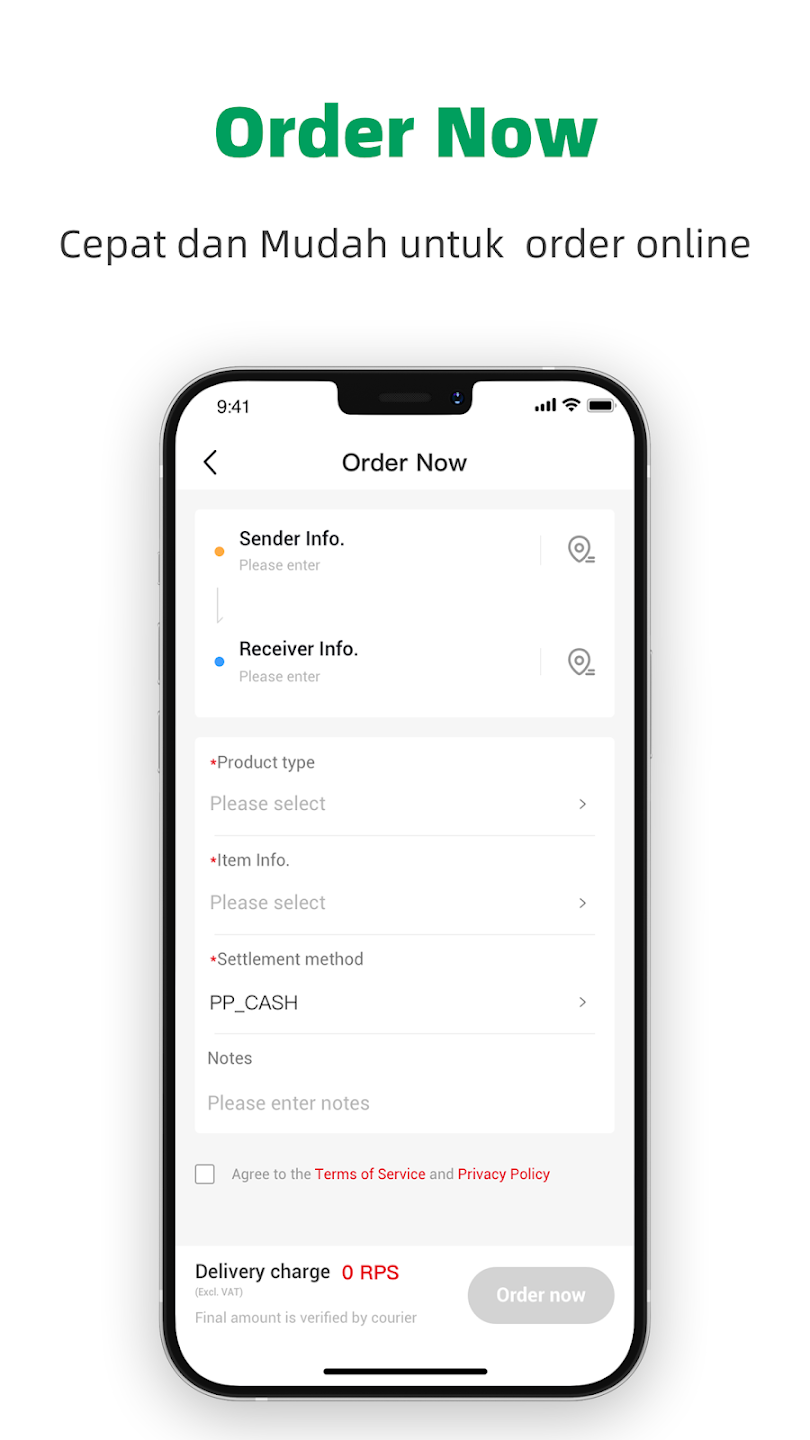 Order Now
Cepat dan Mudah untuk  order online
9:41
Order Now
Sender Info.
Please enter
Receiver Info.
Please enter
*Product type
Please select
*Item Info.
Please select
*Settlement method
PP_CASH
Notes
Please enter notes
Agree to the Terms of Service and Privacy Policy
Delivery charge 0 RPS
(Excl. VAT)
Final amount is verified by courier
Order now